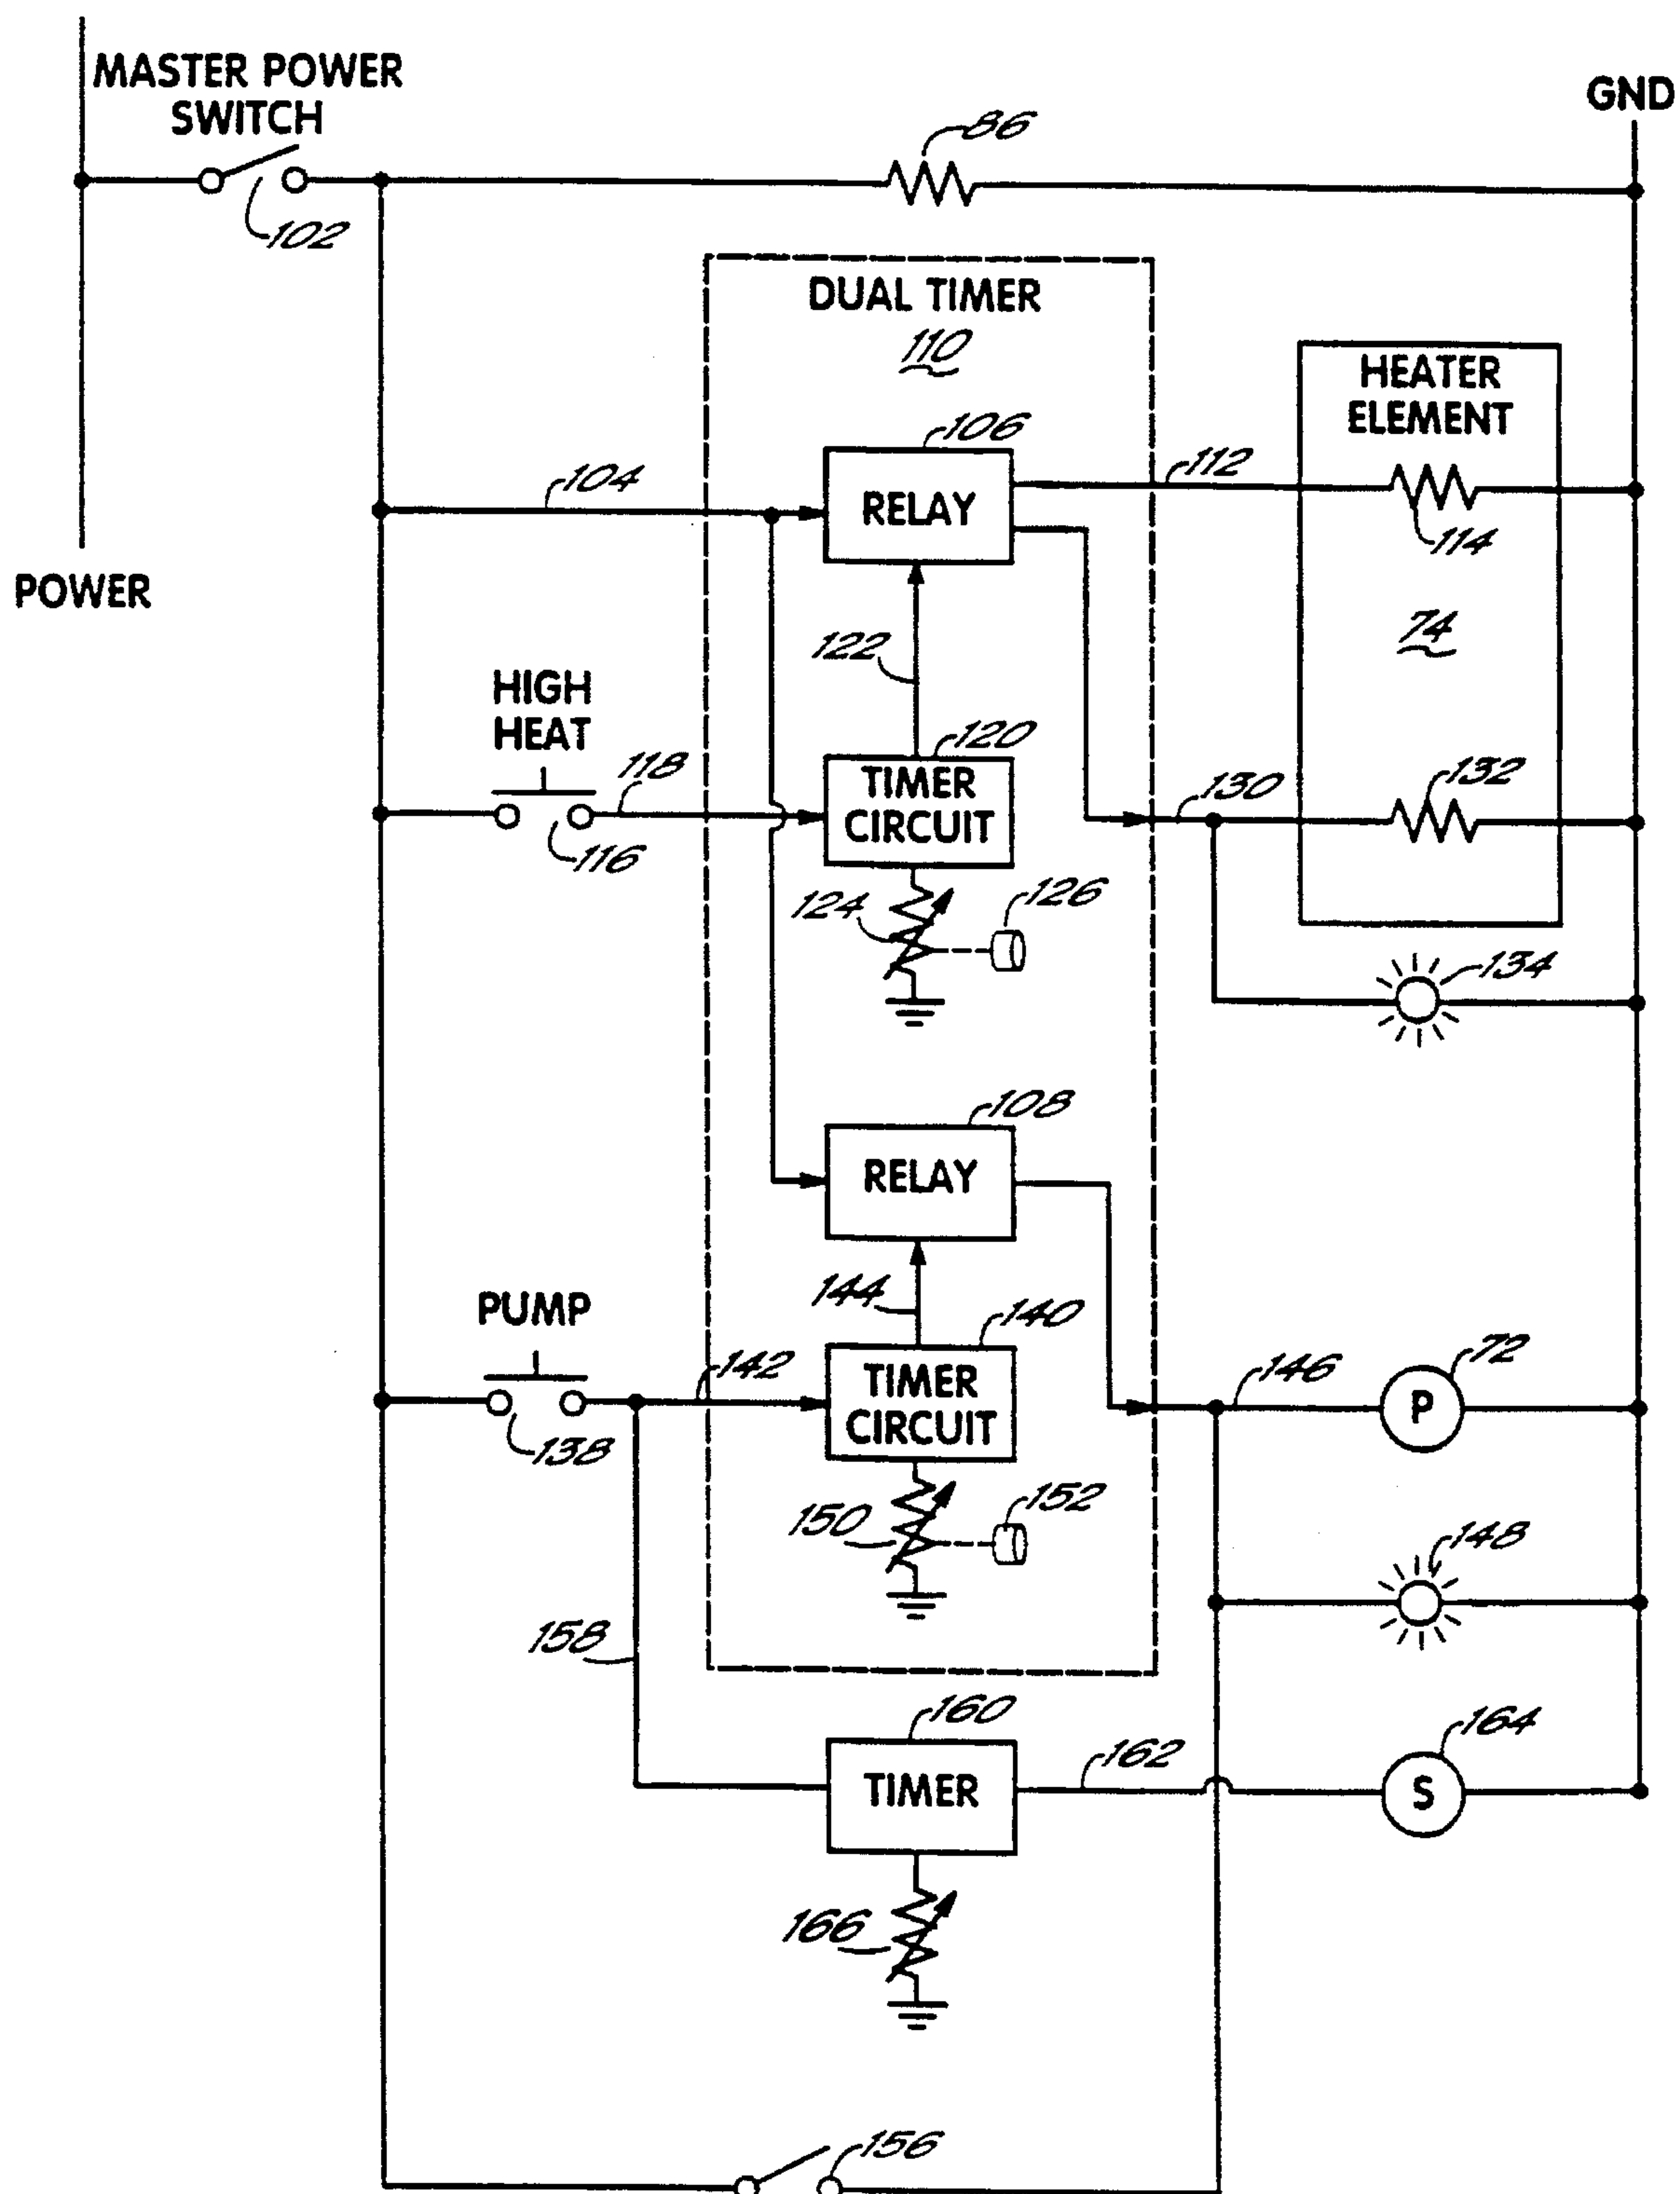 MASTER POWER
SWITCH
GND
86
102
DUAL TIMER
110
HEATER
ELEMENT
106
112
104
RELAY
114
POWER
74
122
HIGH
HEAT
120
118
132
130
TIMER
CIRCUIT
116
124
126
134
108
RELAY
144
140
PUMP
142
146
72
TIMER
CIRCUIT
P
138
150
152
148
158
160
162
164
TIMER
S
166
156